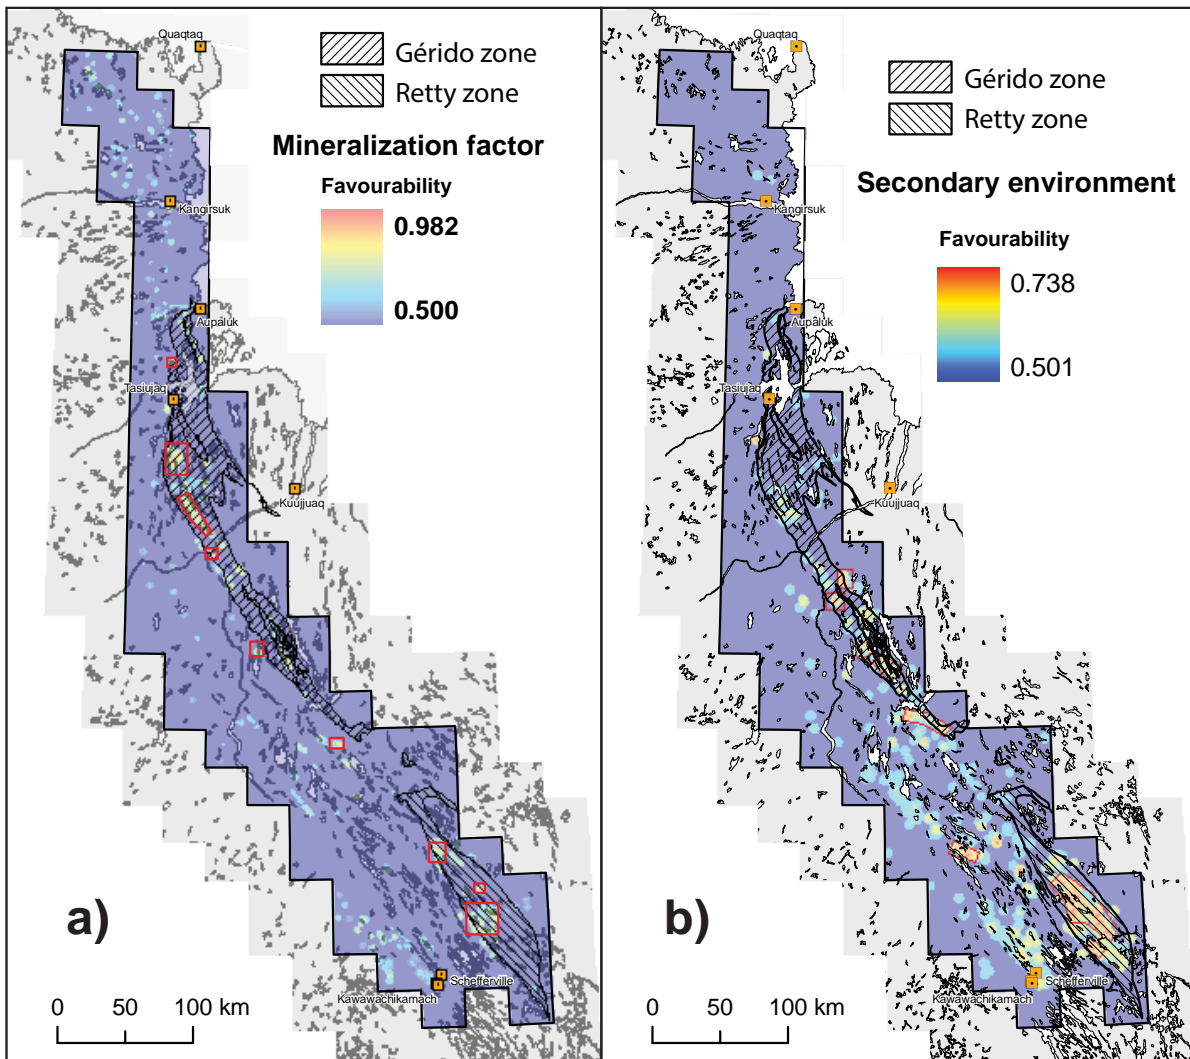 Quaqtaq
Gérido zone
Retty zone
Mineralization factor
Favourability
0.982
0.500
Kangirsuk
Aupaluk
Tasiujaq
Kuujjuaq
a)
Schefferville
Kawawachikamach
0 50 100 km
Quaqtaq
Gérido zone
Retty zone
Secondary environment
Favourability
0.738
0.501
Kangirsuk
Aupaluk
Tasiujaq
Kuujjuaq
b)
Schefferville
Kawawachikamach
0 50 100 km